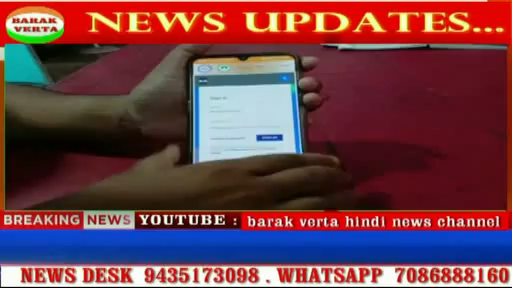 BARAK
VERTA
NEWS UPDATES...
BREAKING NEWS YOUTUBE : barak verta hindi news channel
NEWS DESK 9435173098 . WHATSAPP 7086888160